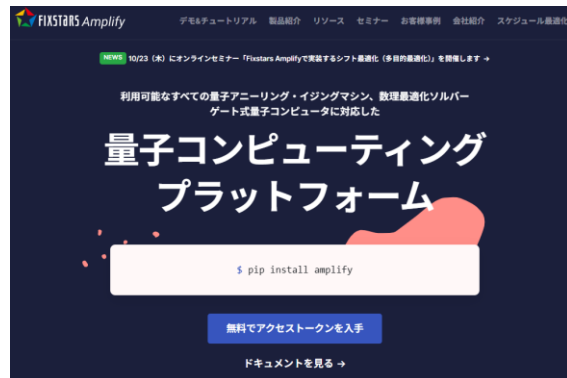 FIXSTARS Amplify
デモ&チュートリアル 製品紹介 リソース セミナー お客様事例 会社紹介 スケジュール最適化
NEWS 10/23（木）にオンラインセミナー「Fixstars Amplifyで実装するシフト最適化（多目的最適化）」を開催します →
利用可能なすべての量子アニーリング・イジングマシン、数理最適化ソルバー
ゲート式量子コンピュータに対応した
量子コンピューティング
プラットフォーム
$ pip install amplify
無料でアクセストークンを入手
ドキュメントを見る →